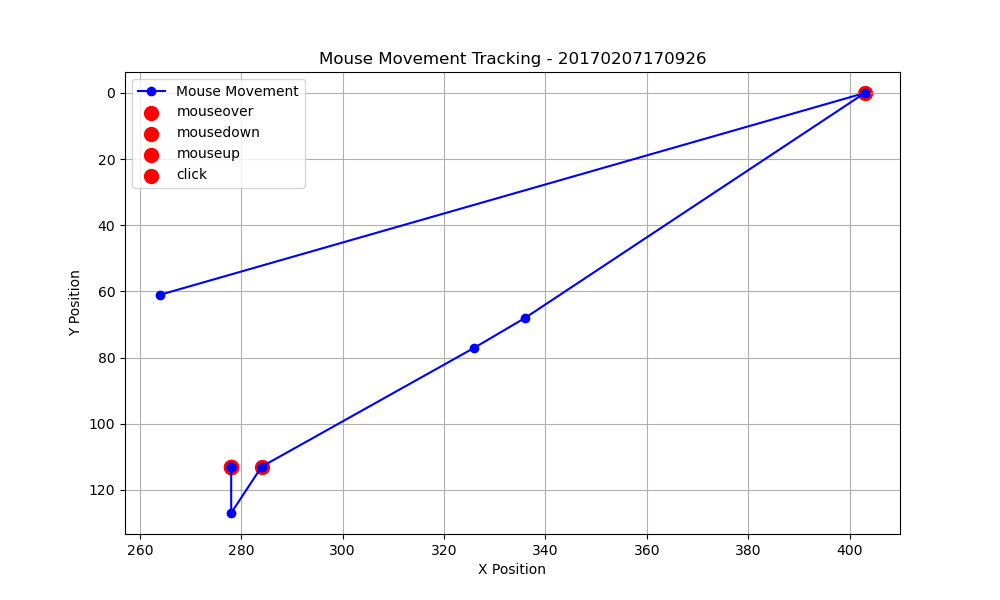 Mouse Movement Tracking - 20170207170926
Mouse Movement
mouseover
mousedown
mouseup
click
0
20
40
60
80
100
120
Y Position
260 280 300 320 340 360 380 400
X Position